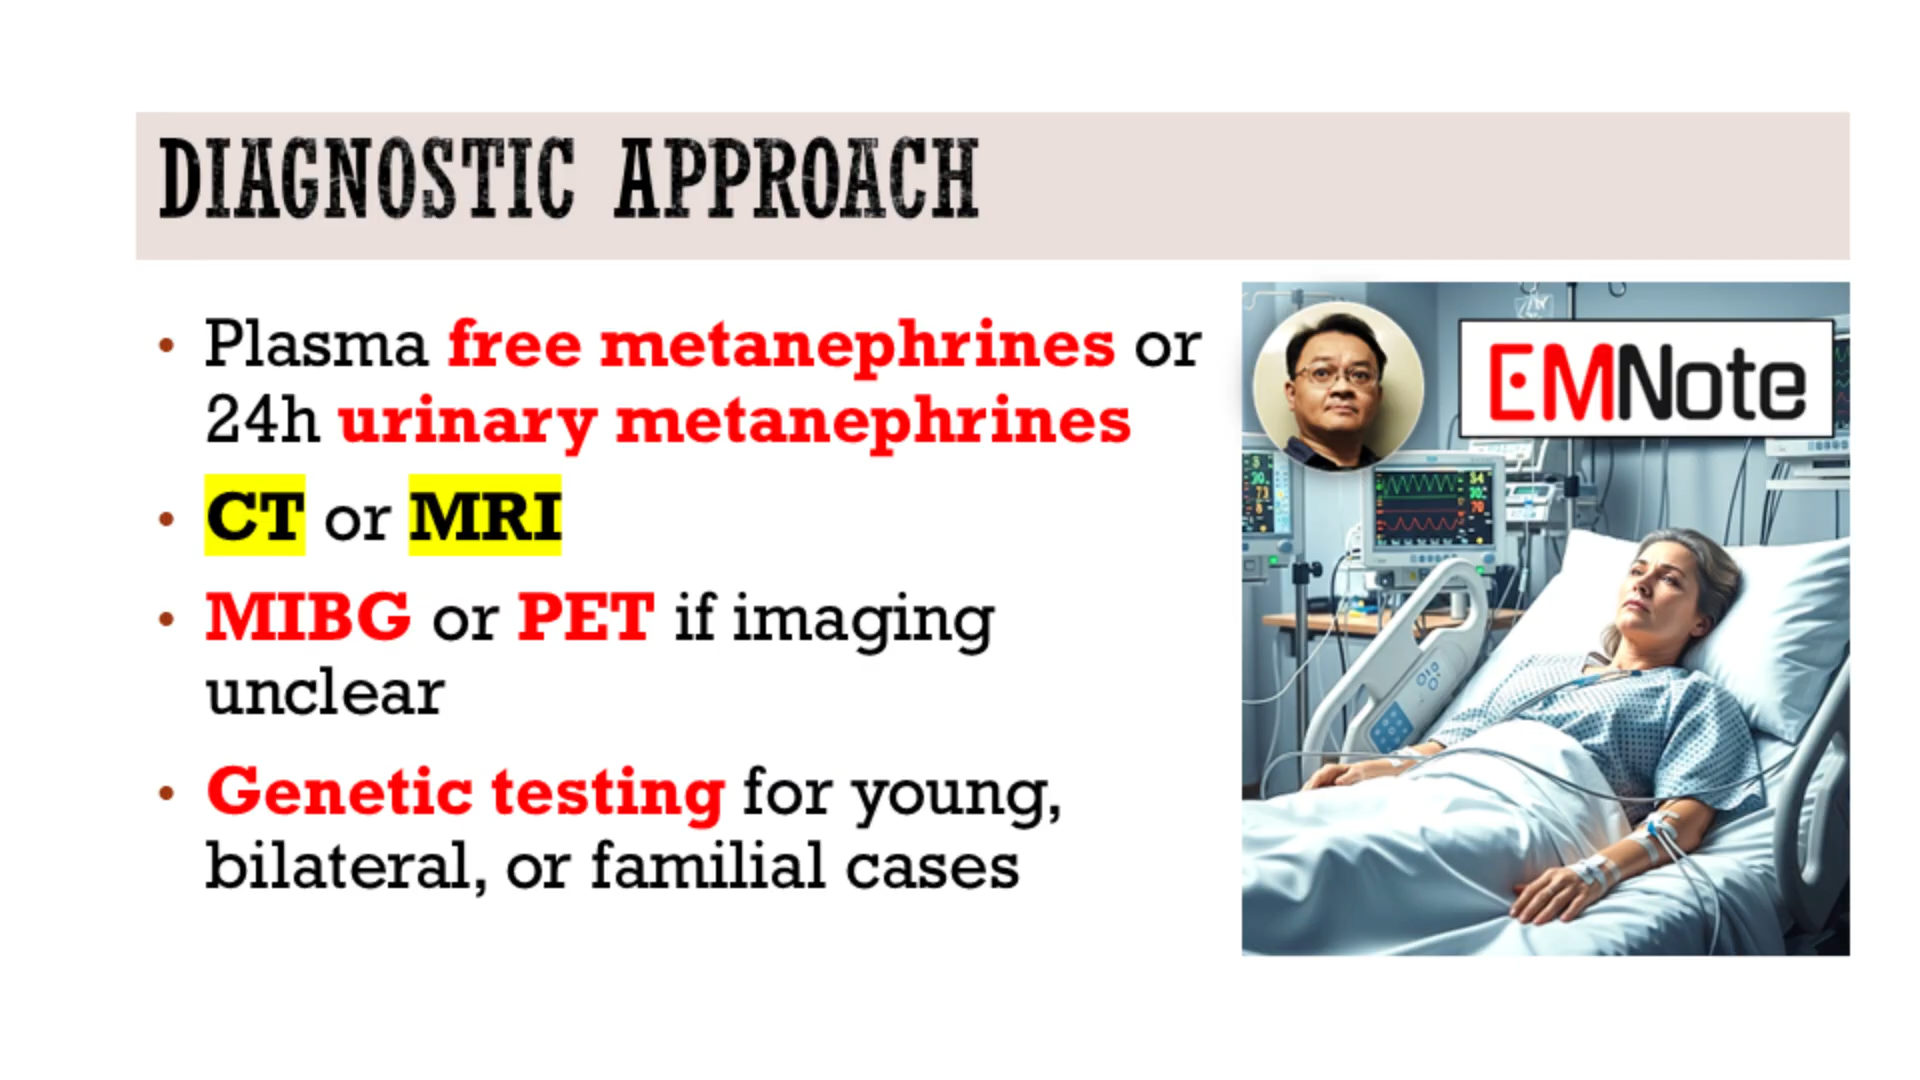 DIAGNOSTIC APPROACH
• Plasma free metanephrines or
24h urinary metanephrines
• CT or MRI
• MIBG or PET if imaging
unclear
• Genetic testing for young,
bilateral, or familial cases
EMNote